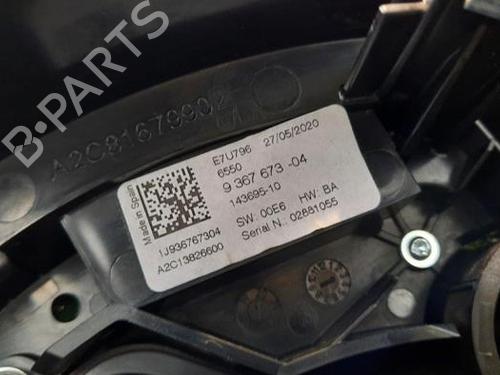 A2C81679902
E7U796 27/05/2020
6550
9 367 673 -04
143695-10
SW: 00E6 HW: BA
Serial N.: 02881055
Made in Spain
1J936767304
A2C13826600